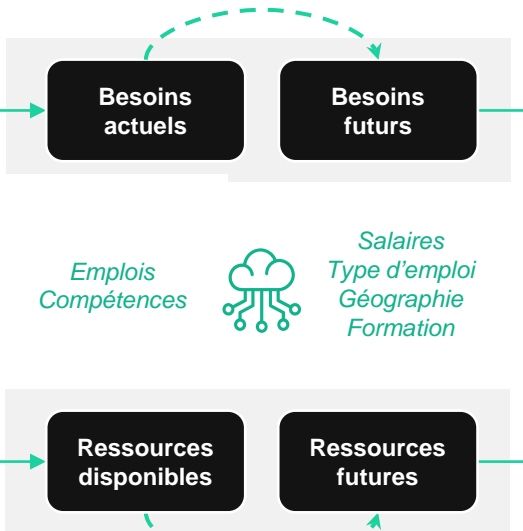 Besoins
actuels
Besoins
futurs
Emplois
Compétences
Salaires
Type d’emploi
Géographie
Formation
Ressources
disponibles
Ressources
futures